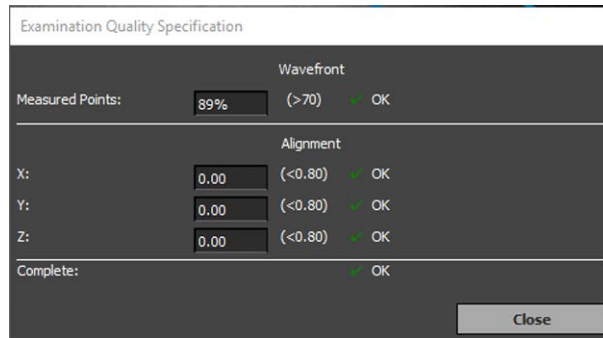 Examination Quality Specification
Wavefront
Measured Points: 89% (>70) ✓ OK
Alignment
X: 0.00 (<0.80) ✓ OK
Y: 0.00 (<0.80) ✓ OK
Z: 0.00 (<0.80) ✓ OK
Complete: ✓ OK
Close